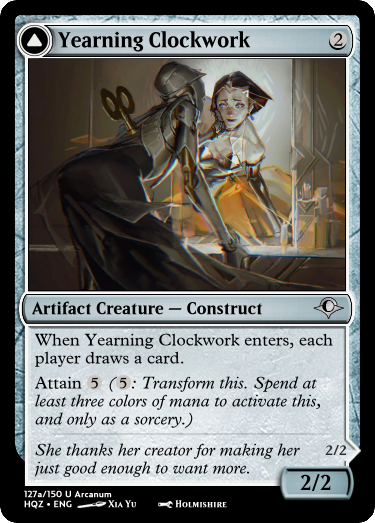 Yearning Clockwork 2
Artifact Creature — Construct
When Yearning Clockwork enters, each
player draws a card.
Attain 5 (5: Transform this. Spend at
least three colors of mana to activate this,
and only as a sorcery.)
She thanks her creator for making her
just good enough to want more.
2/2
2/2
127a/150 U Arcanum
HQZ • ENG Xia Yu Holmishire